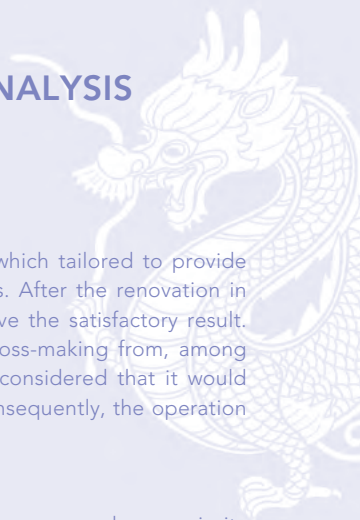 NALYSIS
which tailored to provide
s. After the renovation in
ve the satisfactory result.
oss-making from, among
considered that it would
nsequently, the operation